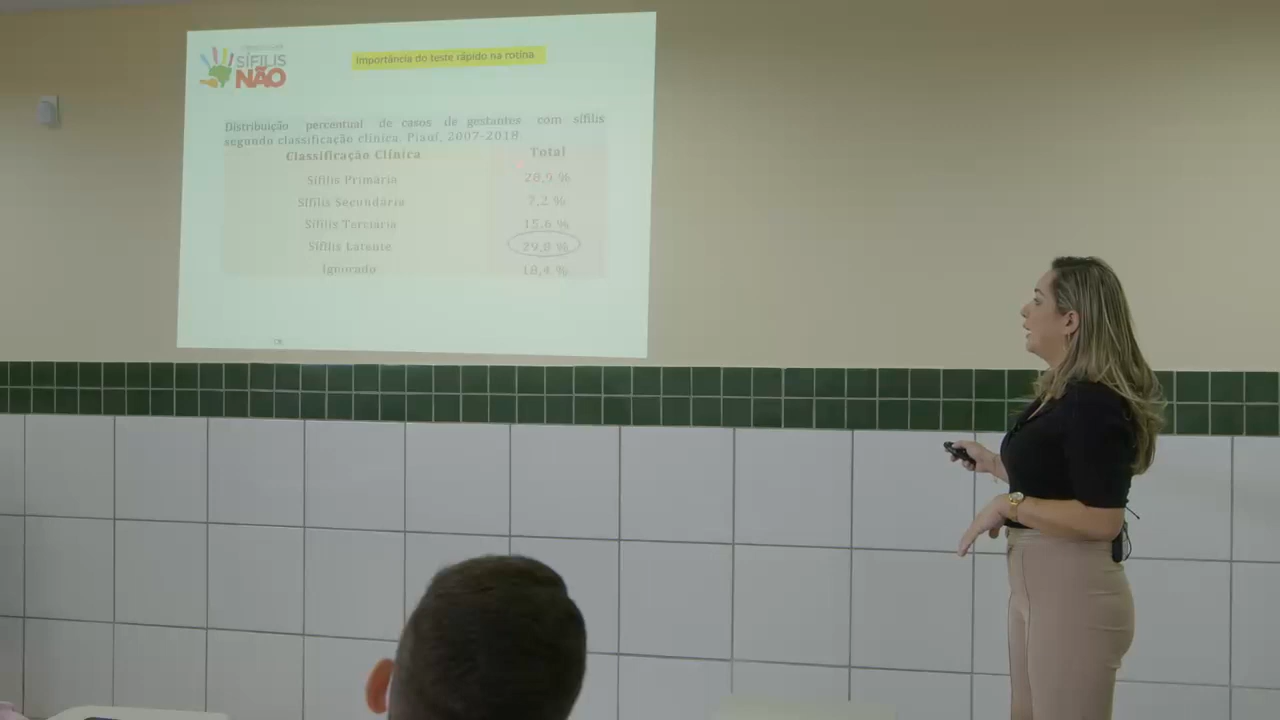 SÍFILIS
NÃO
Importância do teste rápido na rotina
Distribuição percentual de casos de gestantes com sífilis
segundo classificação clínica. Piauí, 2007-2018.
Classificação Clínica Total
Sífilis Primária 28,9 %
Sífilis Secundária 7,2 %
Sífilis Terciária 15,6 %
Sífilis Latente 29,8 %
Ignorado 18,4 %